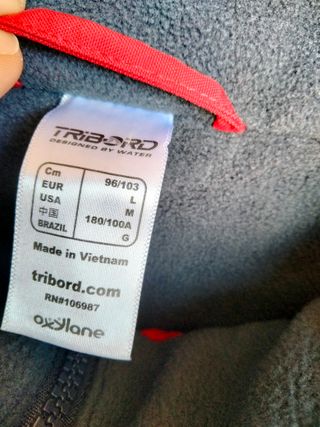 TRIBORD
DESIGNED BY WATER
Cm 96/103
EUR L
USA M
中国 180/100A
BRAZIL G
Made in Vietnam
tribord.com
RN#106987
oxylane